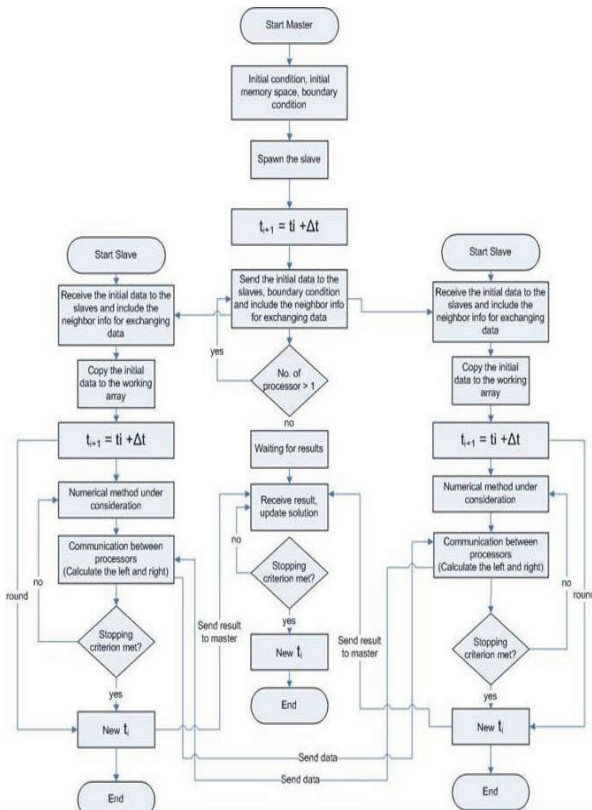 Start Master
Initial condition, initial
memory space, boundary
condition
Spawn the slave
tᵢ₊₁ = ti +Δt
Send the initial data to the
slaves, boundary condition
and include the neighbor info
for exchanging data
yes
No. of
processor > 1
no
Waiting for results
Receive result,
update solution
no
Stopping
criterion met?
yes
New tᵢ
End
Start Slave
Receive the initial data to the
slaves and include the
neighbor info for exchanging
data
Copy the initial
data to the working
array
tᵢ₊₁ = ti +Δt
Numerical method under
consideration
Communication between
processors
(Calculate the left and right)
no
round
Stopping
criterion met?
yes
New tᵢ
End
Send result
to master
Start Slave
Receive the initial data to the
slaves and include the
neighbor info for exchanging
data
Copy the initial
data to the working
array
tᵢ₊₁ = ti +Δt
Numerical method under
consideration
Communication between
processors
(Calculate the left and right)
no
round
Stopping
criterion met?
yes
New tᵢ
End
Send result
to master
Send data
Send data